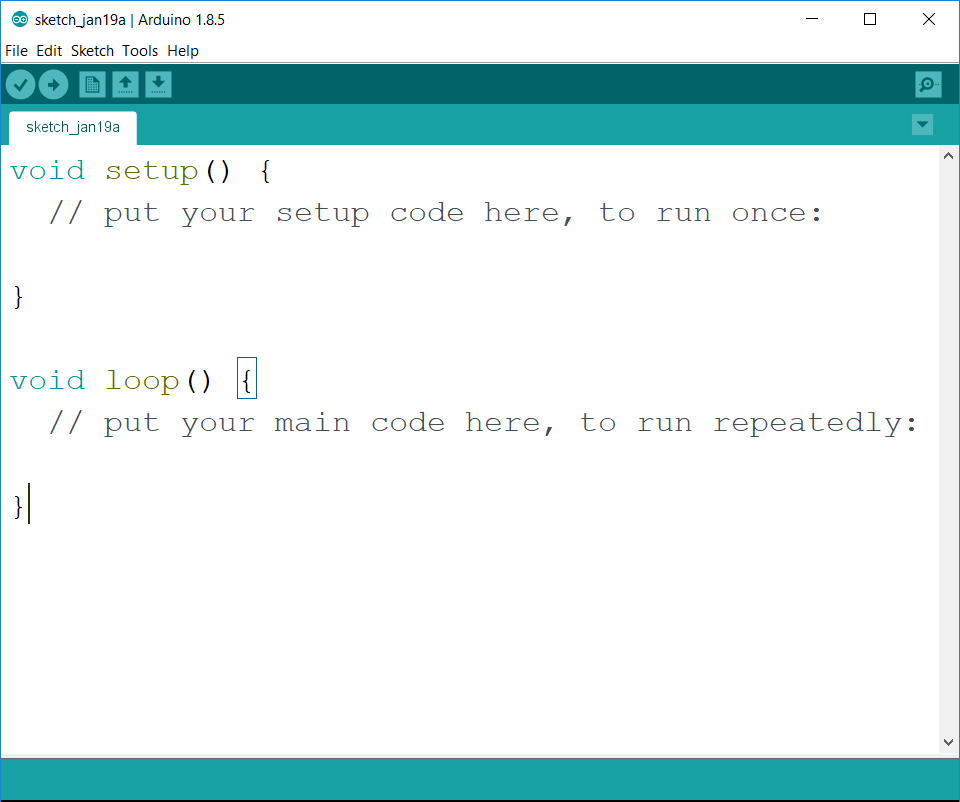 sketch_jan19a | Arduino 1.8.5
File Edit Sketch Tools Help
sketch_jan19a
void setup() {
  // put your setup code here, to run once:
}
void loop() {
  // put your main code here, to run repeatedly:
}